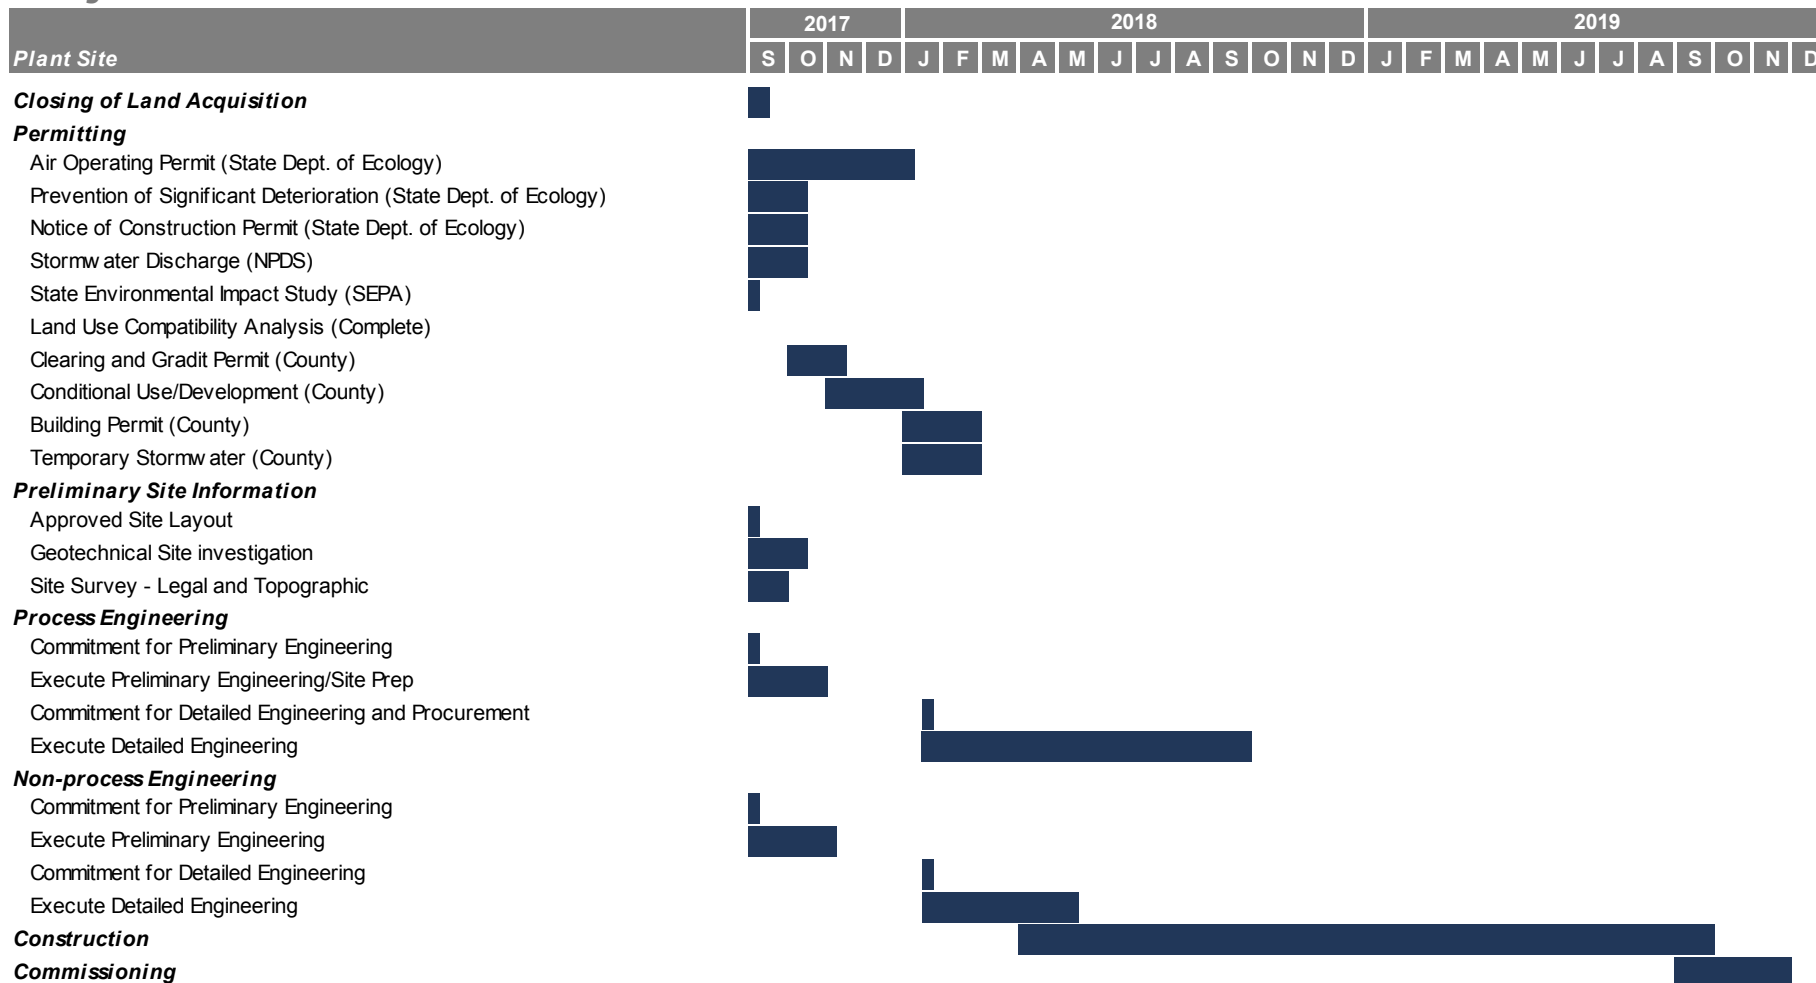 2017 2018 2019
Plant Site S O N D J F M A M J J A S O N D J F M A M J J A S O N D
Closing of Land Acquisition
Permitting
Air Operating Permit (State Dept. of Ecology)
Prevention of Significant Deterioration (State Dept. of Ecology)
Notice of Construction Permit (State Dept. of Ecology)
Stormwater Discharge (NPDS)
State Environmental Impact Study (SEPA)
Land Use Compatibility Analysis (Complete)
Clearing and Gradit Permit (County)
Conditional Use/Development (County)
Building Permit (County)
Temporary Stormwater (County)
Preliminary Site Information
Approved Site Layout
Geotechnical Site investigation
Site Survey - Legal and Topographic
Process Engineering
Commitment for Preliminary Engineering
Execute Preliminary Engineering/Site Prep
Commitment for Detailed Engineering and Procurement
Execute Detailed Engineering
Non-process Engineering
Commitment for Preliminary Engineering
Execute Preliminary Engineering
Commitment for Detailed Engineering
Execute Detailed Engineering
Construction
Commissioning